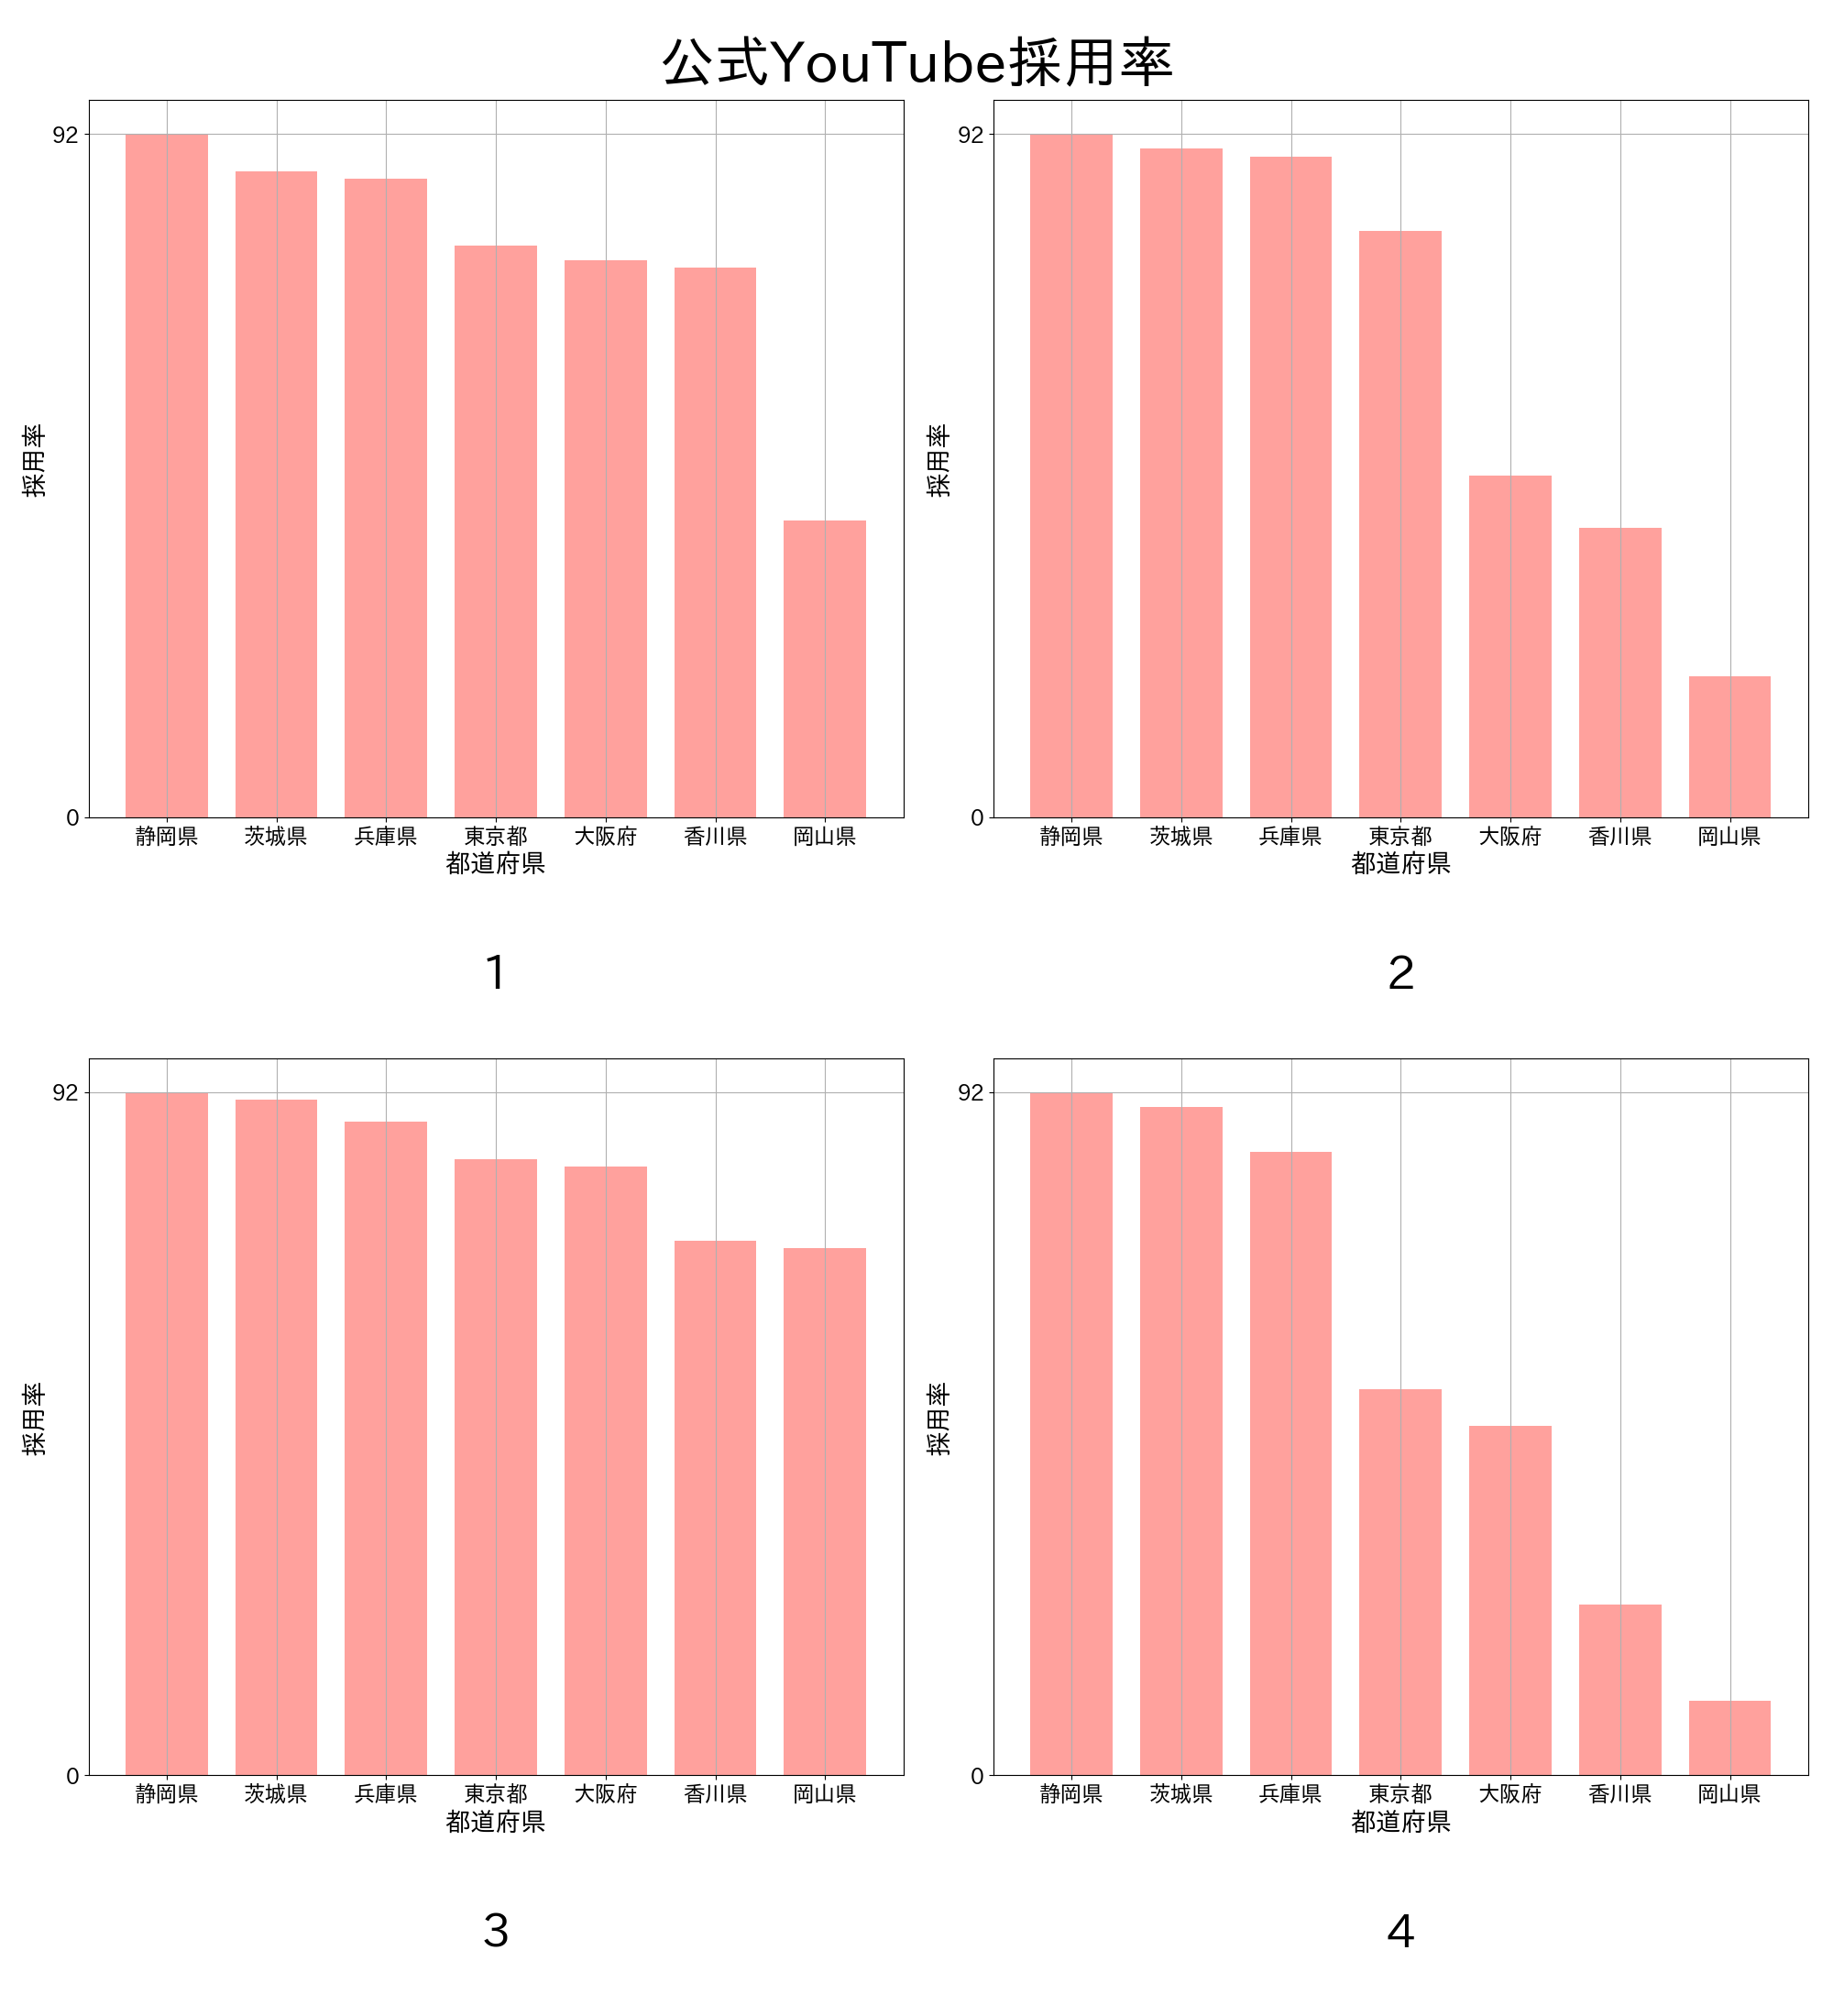 公式YouTube採用率
92
0
採用率
静岡県 茨城県 兵庫県 東京都 大阪府 香川県 岡山県
都道府県
1
92
0
採用率
静岡県 茨城県 兵庫県 東京都 大阪府 香川県 岡山県
都道府県
2
92
0
採用率
静岡県 茨城県 兵庫県 東京都 大阪府 香川県 岡山県
都道府県
3
92
0
採用率
静岡県 茨城県 兵庫県 東京都 大阪府 香川県 岡山県
都道府県
4